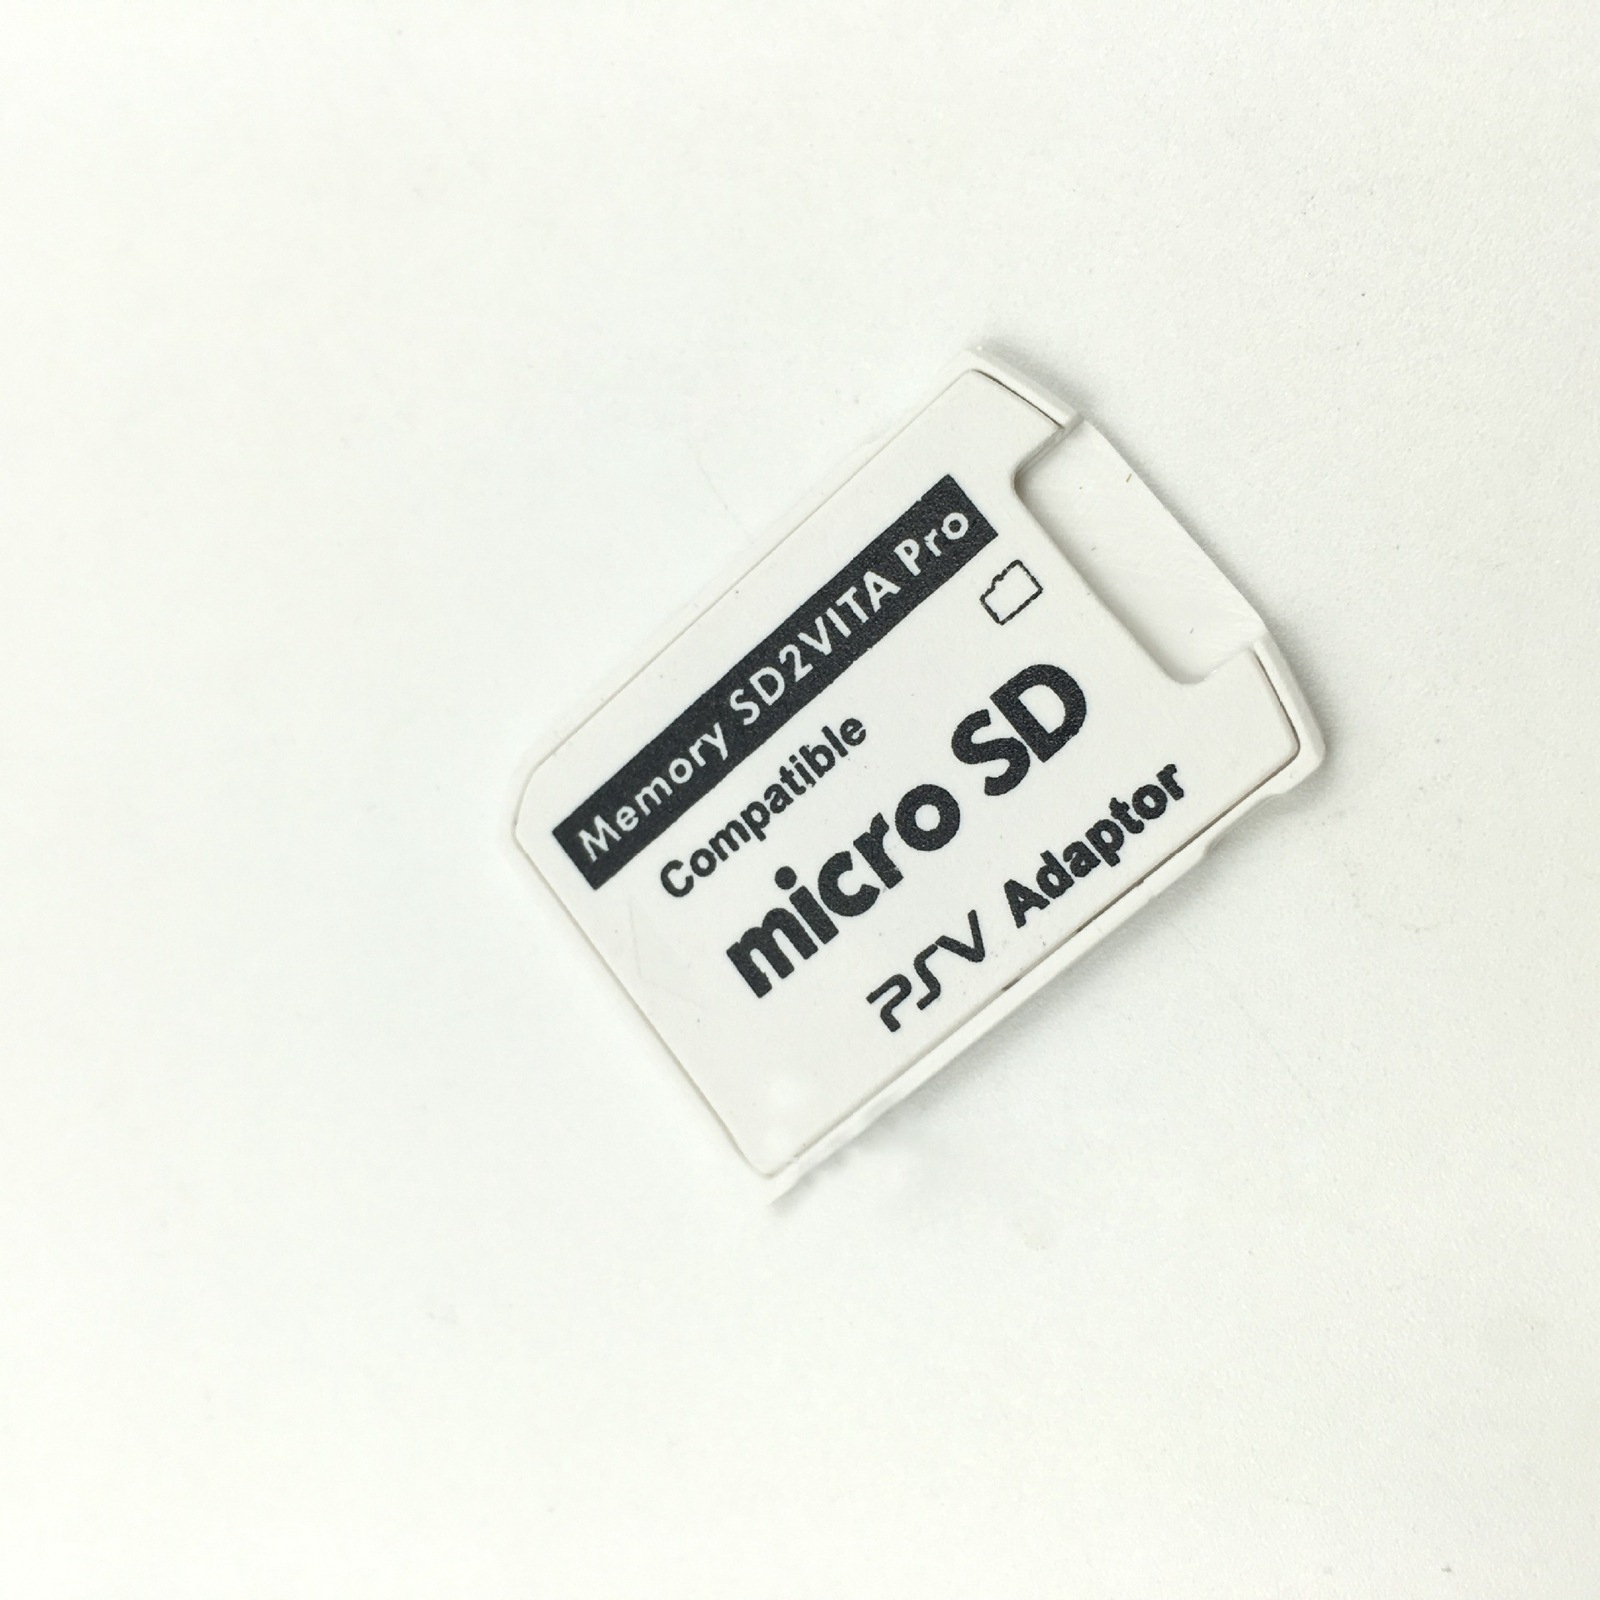 Memory SD2VITA Pro
Compatible
micro SD
PSV Adaptor